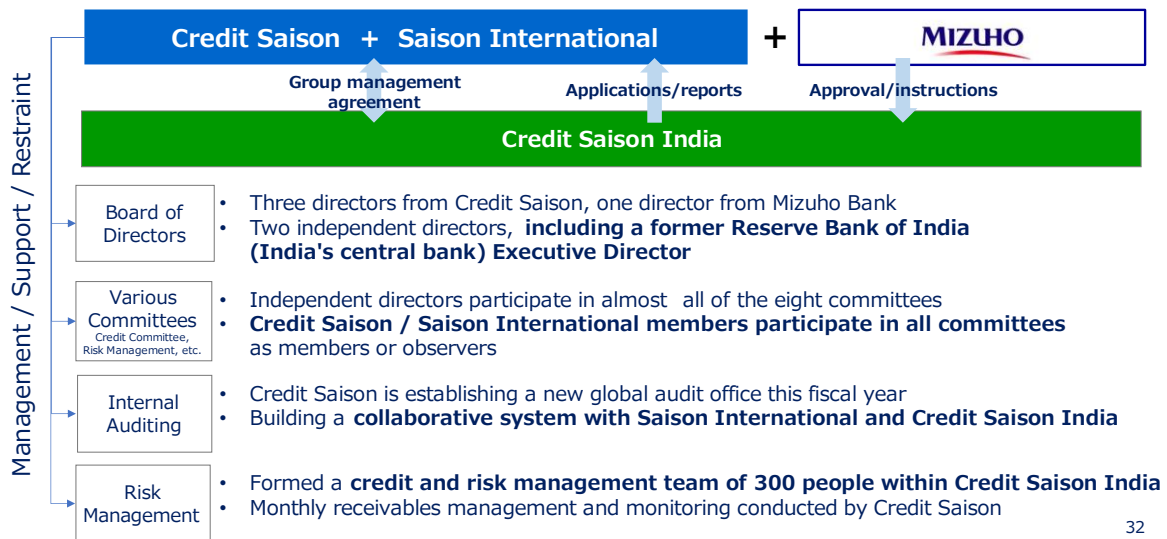 Credit Saison + Saison International
+
MIZUHO
Group management
agreement
Applications/reports
Approval/instructions
Credit Saison India
Management / Support / Restraint
Board of
Directors
• Three directors from Credit Saison, one director from Mizuho Bank
• Two independent directors, including a former Reserve Bank of India
(India's central bank) Executive Director
Various
Committees
Credit Committee,
Risk Management, etc.
• Independent directors participate in almost all of the eight committees
• Credit Saison / Saison International members participate in all committees
as members or observers
Internal
Auditing
• Credit Saison is establishing a new global audit office this fiscal year
• Building a collaborative system with Saison International and Credit Saison India
Risk
Management
• Formed a credit and risk management team of 300 people within Credit Saison India
• Monthly receivables management and monitoring conducted by Credit Saison
32